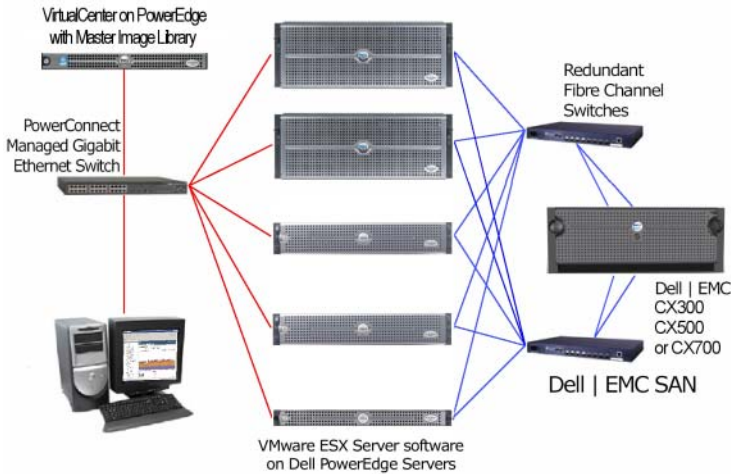 VirtualCenter on PowerEdge
with Master Image Library
PowerConnect
Managed Gigabit
Ethernet Switch
Redundant
Fibre Channel
Switches
Dell | EMC
CX300
CX500
or CX700
Dell | EMC SAN
VMware ESX Server software
on Dell PowerEdge Servers